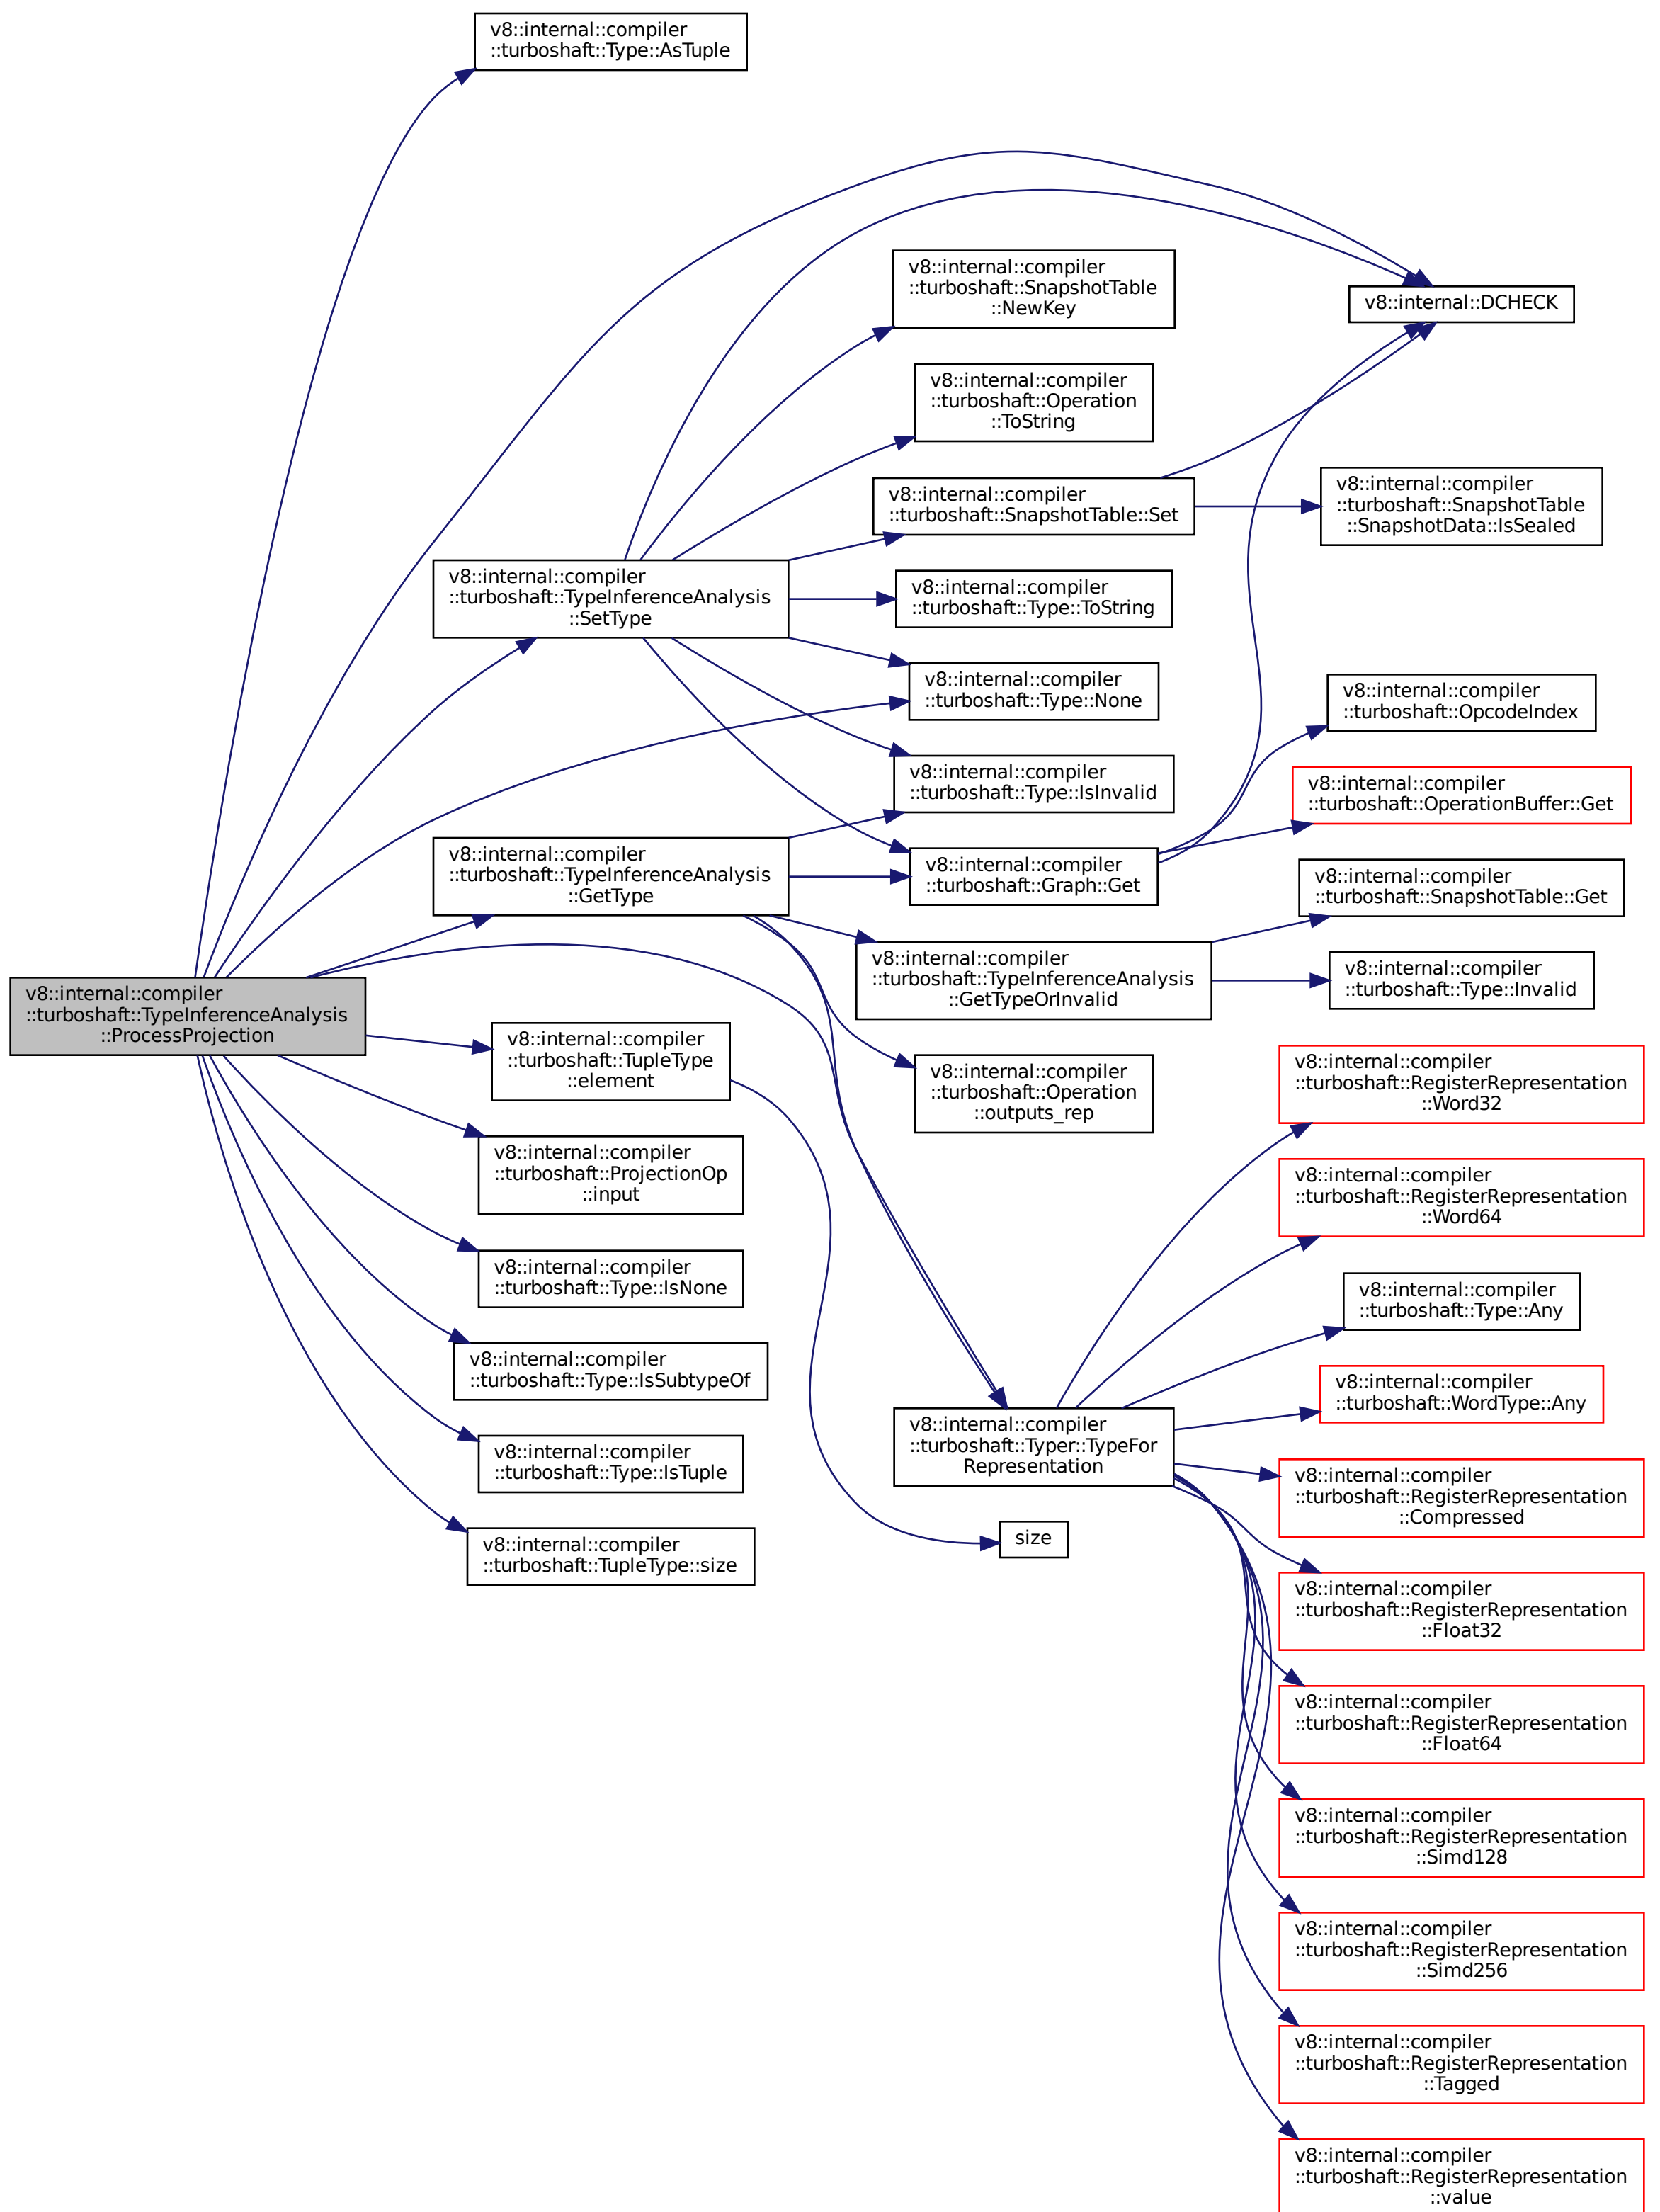 v8::internal::compiler
::turboshaft::Type::AsTuple
v8::internal::compiler
::turboshaft::SnapshotTable
::NewKey
v8::internal::DCHECK
v8::internal::compiler
::turboshaft::Operation
::ToString
v8::internal::compiler
::turboshaft::SnapshotTable::Set
v8::internal::compiler
::turboshaft::SnapshotTable
::SnapshotData::IsSealed
v8::internal::compiler
::turboshaft::TypeInferenceAnalysis
::SetType
v8::internal::compiler
::turboshaft::Type::ToString
v8::internal::compiler
::turboshaft::Type::None
v8::internal::compiler
::turboshaft::OpcodeIndex
v8::internal::compiler
::turboshaft::Type::IsInvalid
v8::internal::compiler
::turboshaft::OperationBuffer::Get
v8::internal::compiler
::turboshaft::TypeInferenceAnalysis
::GetType
v8::internal::compiler
::turboshaft::Graph::Get
v8::internal::compiler
::turboshaft::SnapshotTable::Get
v8::internal::compiler
::turboshaft::TypeInferenceAnalysis
::GetTypeOrInvalid
v8::internal::compiler
::turboshaft::Type::Invalid
v8::internal::compiler
::turboshaft::TypeInferenceAnalysis
::ProcessProjection
v8::internal::compiler
::turboshaft::TupleType
::element
v8::internal::compiler
::turboshaft::Operation
::outputs_rep
v8::internal::compiler
::turboshaft::RegisterRepresentation
::Word32
v8::internal::compiler
::turboshaft::ProjectionOp
::input
v8::internal::compiler
::turboshaft::RegisterRepresentation
::Word64
v8::internal::compiler
::turboshaft::Type::IsNone
v8::internal::compiler
::turboshaft::Type::Any
v8::internal::compiler
::turboshaft::Type::IsSubtypeOf
v8::internal::compiler
::turboshaft::WordType::Any
v8::internal::compiler
::turboshaft::Type::IsTuple
v8::internal::compiler
::turboshaft::Typer::TypeFor
Representation
v8::internal::compiler
::turboshaft::RegisterRepresentation
::Compressed
v8::internal::compiler
::turboshaft::TupleType::size
size
v8::internal::compiler
::turboshaft::RegisterRepresentation
::Float32
v8::internal::compiler
::turboshaft::RegisterRepresentation
::Float64
v8::internal::compiler
::turboshaft::RegisterRepresentation
::Simd128
v8::internal::compiler
::turboshaft::RegisterRepresentation
::Simd256
v8::internal::compiler
::turboshaft::RegisterRepresentation
::Tagged
v8::internal::compiler
::turboshaft::RegisterRepresentation
::value